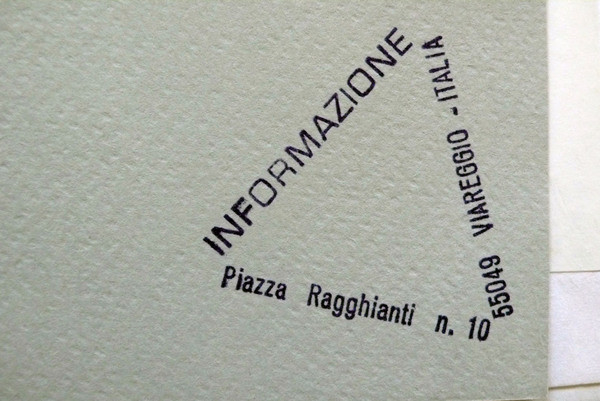 INFORMAZIONE
Piazza Ragghianti n. 10
55049 VIAREGGIO - ITALIA